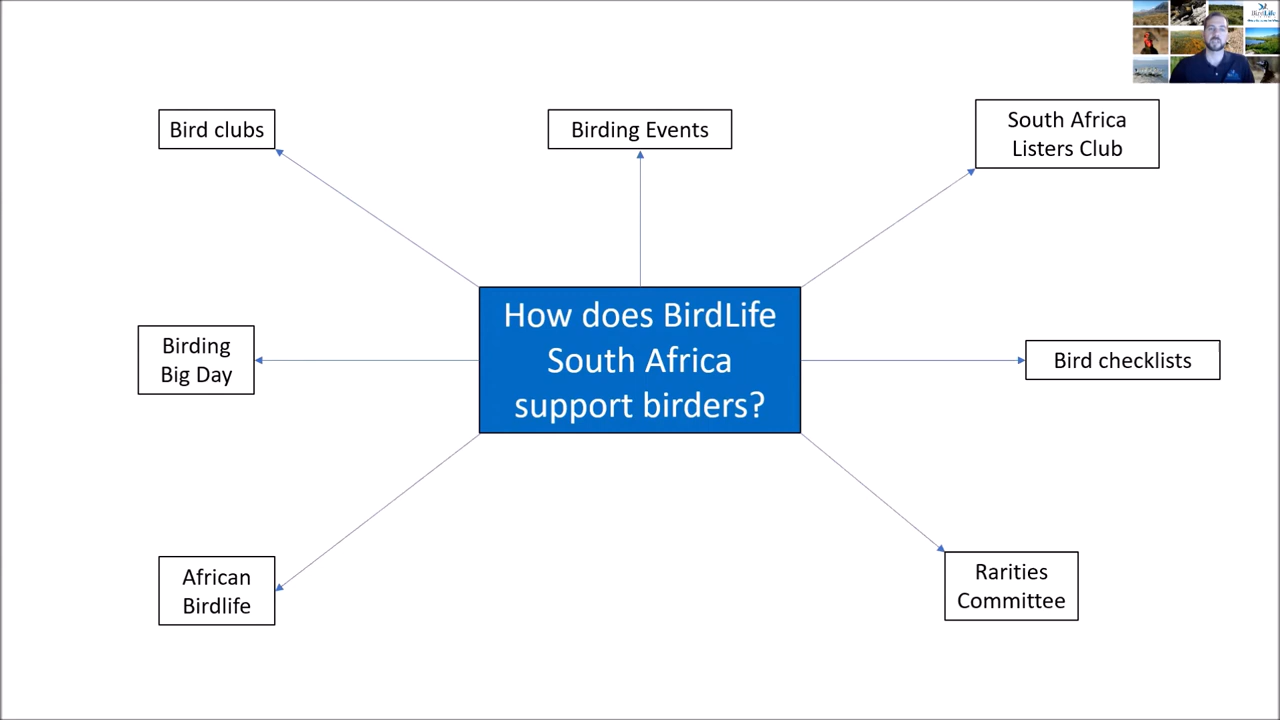 BirdLife
Bird clubs
Birding Events
South Africa
Listers Club
How does BirdLife
South Africa
support birders?
Birding
Big Day
Bird checklists
African
Birdlife
Rarities
Committee